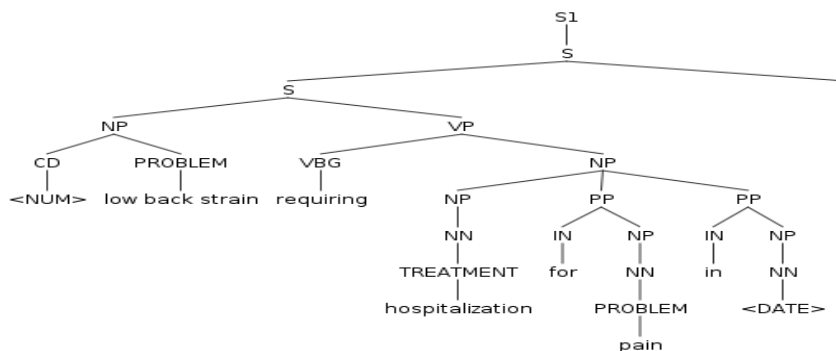 S1
S
S
NP VP
CD PROBLEM VBG NP
<NUM> low back strain requiring NP PP PP
NN IN NP IN NP
TREATMENT for NN in NN
hospitalization PROBLEM <DATE>
pain